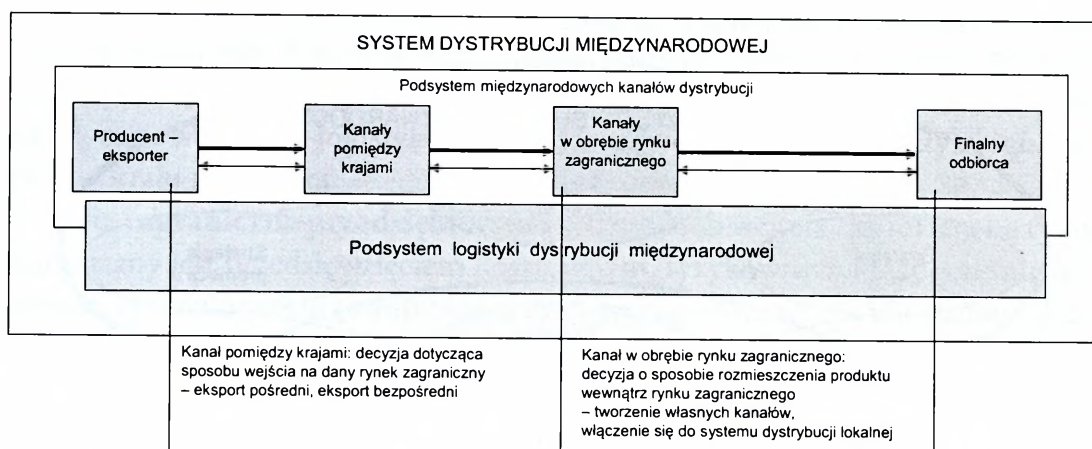 SYSTEM DYSTRYBUCJI MIĘDZYNARODOWEJ
Podsystem międzynarodowych kanałów dystrybucji
Producent –
eksporter
Kanały
pomiędzy
krajami
Kanały
w obrębie rynku
zagranicznego
Finalny
odbiorca
Podsystem logistyki dystrybucji międzynarodowej
Kanał pomiędzy krajami: decyzja dotycząca
sposobu wejścia na dany rynek zagraniczny
– eksport pośredni, eksport bezpośredni
Kanał w obrębie rynku zagranicznego:
decyzja o sposobie rozmieszczenia produktu
wewnątrz rynku zagranicznego
– tworzenie własnych kanałów,
włączenie się do systemu dystrybucji lokalnej